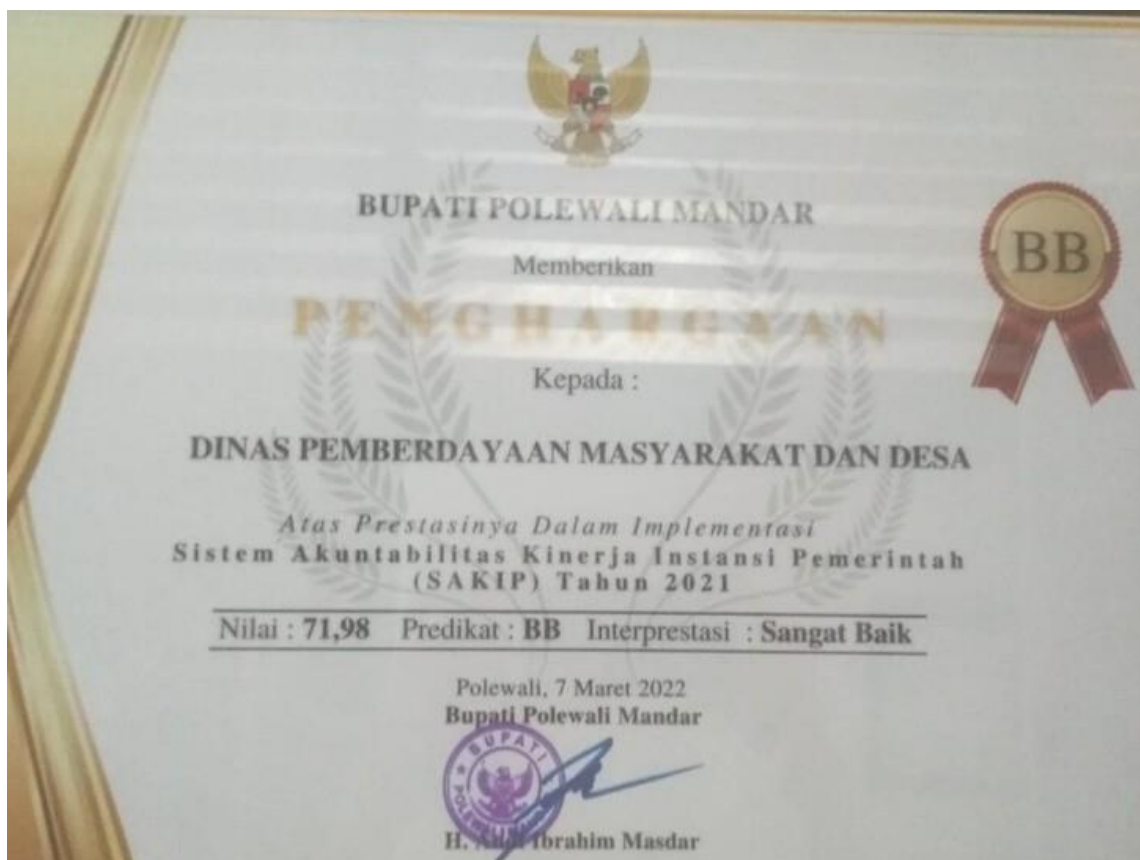 BUPATI POLEWALI MANDAR
Memberikan
PENGHARGAAN
BB
Kepada :
DINAS PEMBERDAYAAN MASYARAKAT DAN DESA
Atas Prestasinya Dalam Implementasi
Sistem Akuntabilitas Kinerja Instansi Pemerintah
(SAKIP) Tahun 2021
Nilai : 71,98 Predikat : BB Interprestasi : Sangat Baik
Polewali, 7 Maret 2022
Bupati Polewali Mandar
BUPATI
H. Ibrahim Masdar